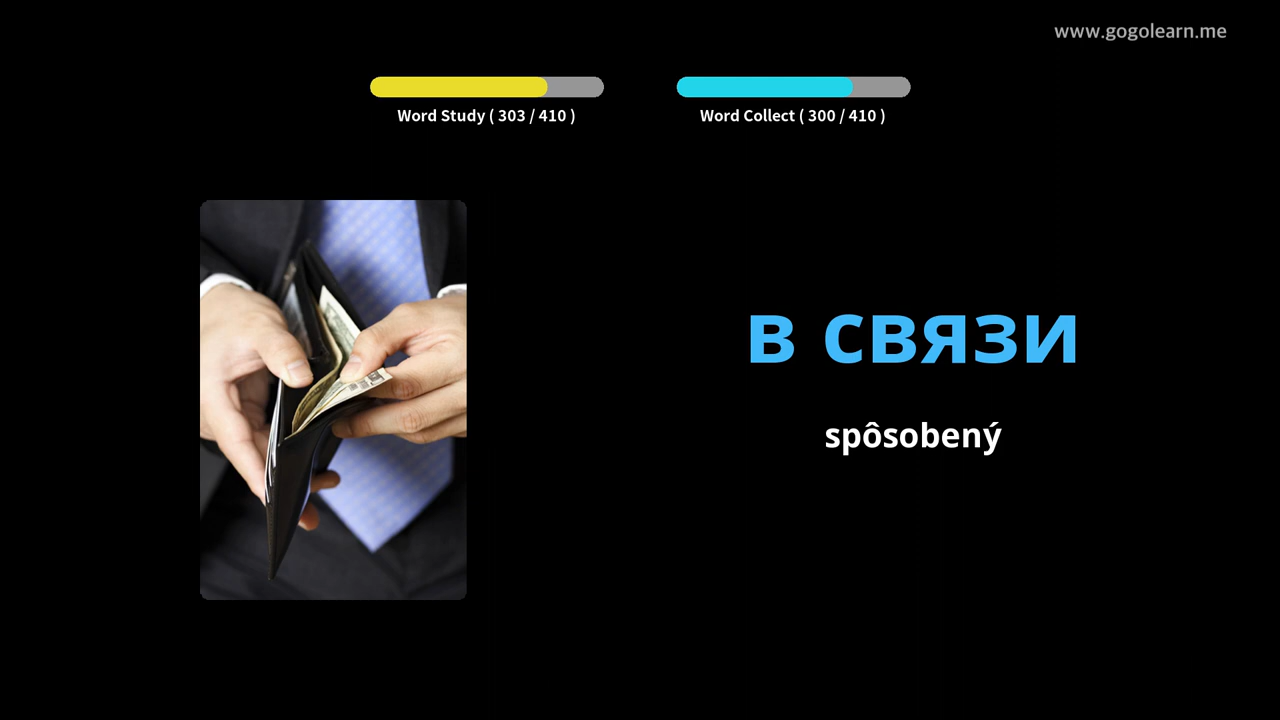 www.gogolearn.me
Word Study ( 303 / 410 )
Word Collect ( 300 / 410 )
в связи
spôsobený